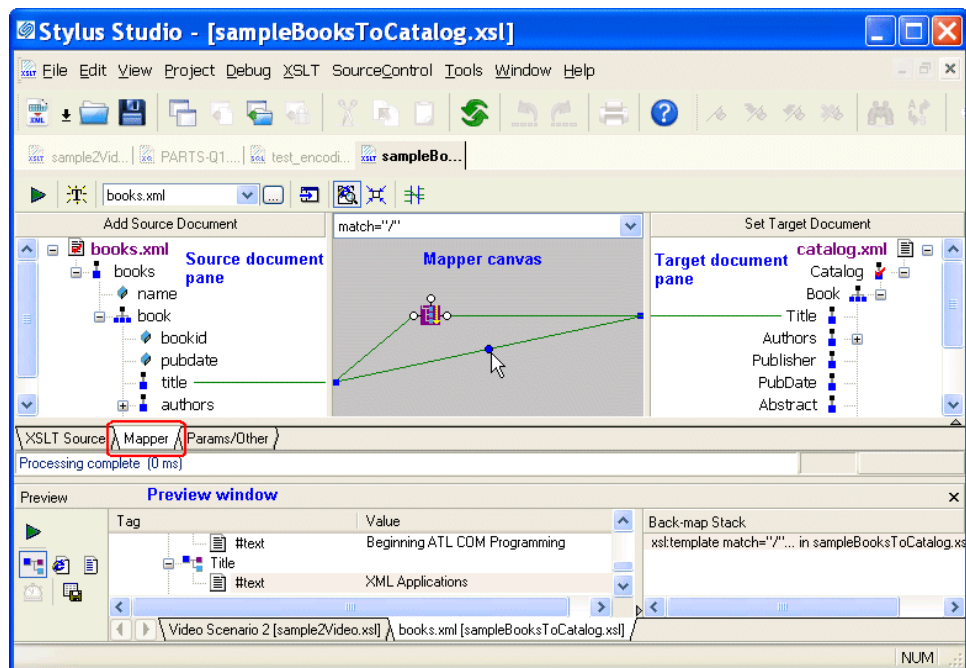 Stylus Studio - [sampleBooksToCatalog.xsl]
File Edit View Project Debug XSLT SourceControl Tools Window Help
sample2Vid... PARTS-Q1.... test_encodi... sampleBo...
books.xml
Add Source Document
match="/"
Set Target Document
books.xml
books
name
book
bookid
pubdate
title
authors
Source document
pane
Mapper canvas
Target document
pane
catalog.xml
Catalog
Book
Title
Authors
Publisher
PubDate
Abstract
XSLT Source Mapper Params/Other
Processing complete (0 ms)
Preview
Preview window
Tag Value
#text Beginning ATL COM Programming
Title
#text XML Applications
Back-map Stack
xsl:template match="/"... in sampleBooksToCatalog.xs
Video Scenario 2 [sample2Video.xsl] books.xml [sampleBooksToCatalog.xsl]
NUM